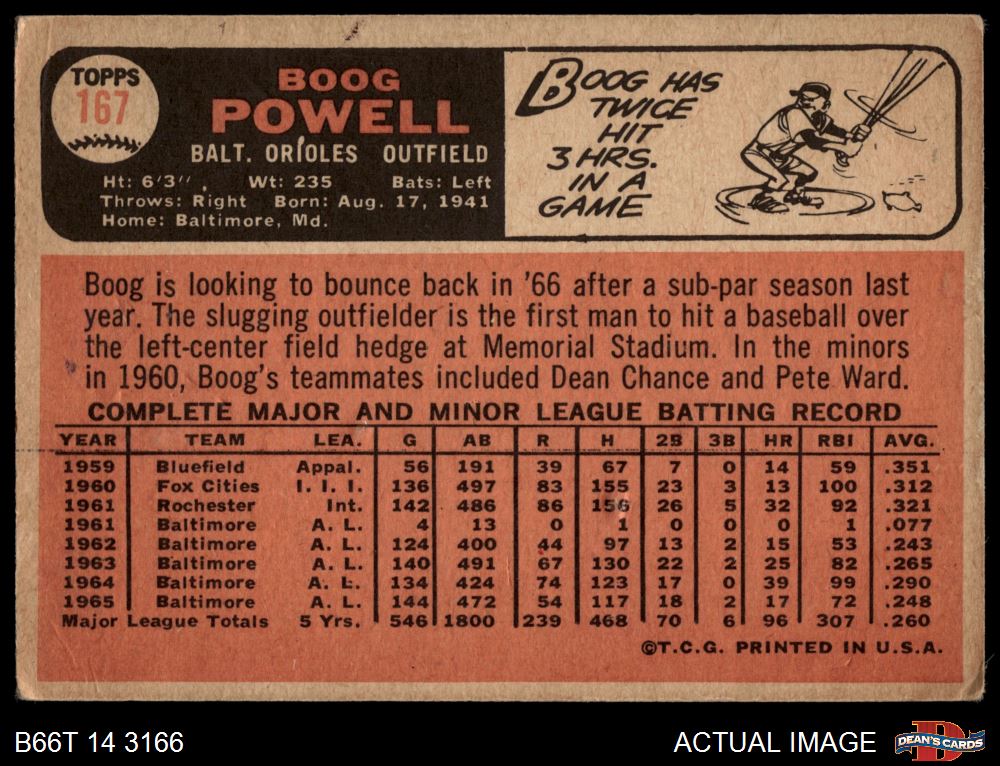 TOPPS
167
BOOG
POWELL
BALT. ORIOLES OUTFIELD
Ht: 6'3", Wt: 235 Bats: Left
Throws: Right Born: Aug. 17, 1941
Home: Baltimore, Md.
BOOG HAS
TWICE
HIT
3 HRS.
IN A
GAME
Boog is looking to bounce back in '66 after a sub-par season last
year. The slugging outfielder is the first man to hit a baseball over
the left-center field hedge at Memorial Stadium. In the minors
in 1960, Boog's teammates included Dean Chance and Pete Ward.
COMPLETE MAJOR AND MINOR LEAGUE BATTING RECORD
YEAR TEAM LEA. G AB R H 2B 3B HR RBI AVG.
1959 Bluefield Appal. 56 191 39 67 7 0 14 59 .351
1960 Fox Cities I. I. I. 136 497 83 155 23 3 13 100 .312
1961 Rochester Int. 142 486 86 156 26 5 32 92 .321
1961 Baltimore A. L. 4 13 0 1 0 0 0 1 .077
1962 Baltimore A. L. 124 400 44 97 13 2 15 53 .243
1963 Baltimore A. L. 140 491 67 130 22 2 25 82 .265
1964 Baltimore A. L. 134 424 74 123 17 0 39 99 .290
1965 Baltimore A. L. 144 472 54 117 18 2 17 72 .248
Major League Totals 5 Yrs. 546 1800 239 468 70 6 96 307 .260
©T.C.G. PRINTED IN U.S.A.
B66T 14 3166
ACTUAL IMAGE
DEAN'S CARDS